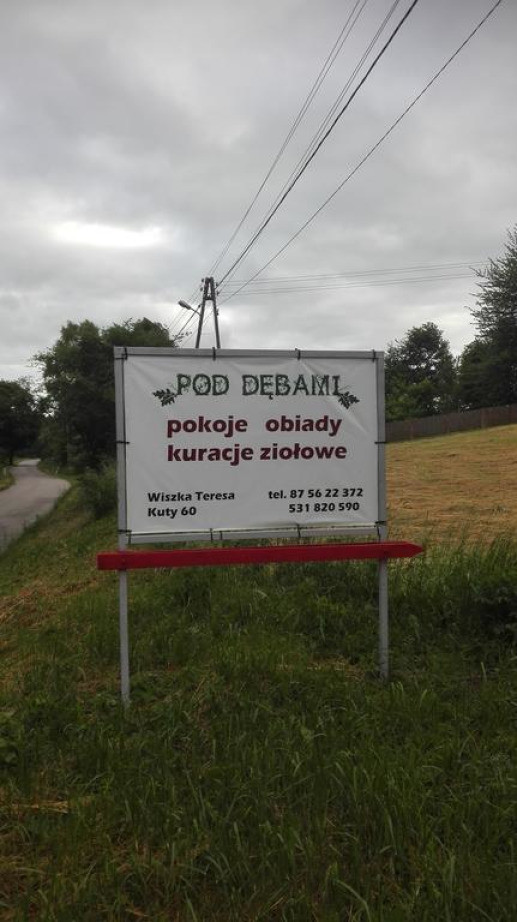 POD DĘBAMI
pokoje obiady
kuracje ziołowe
Wiszka Teresa tel. 87 56 22 372
Kuty 60 531 820 590